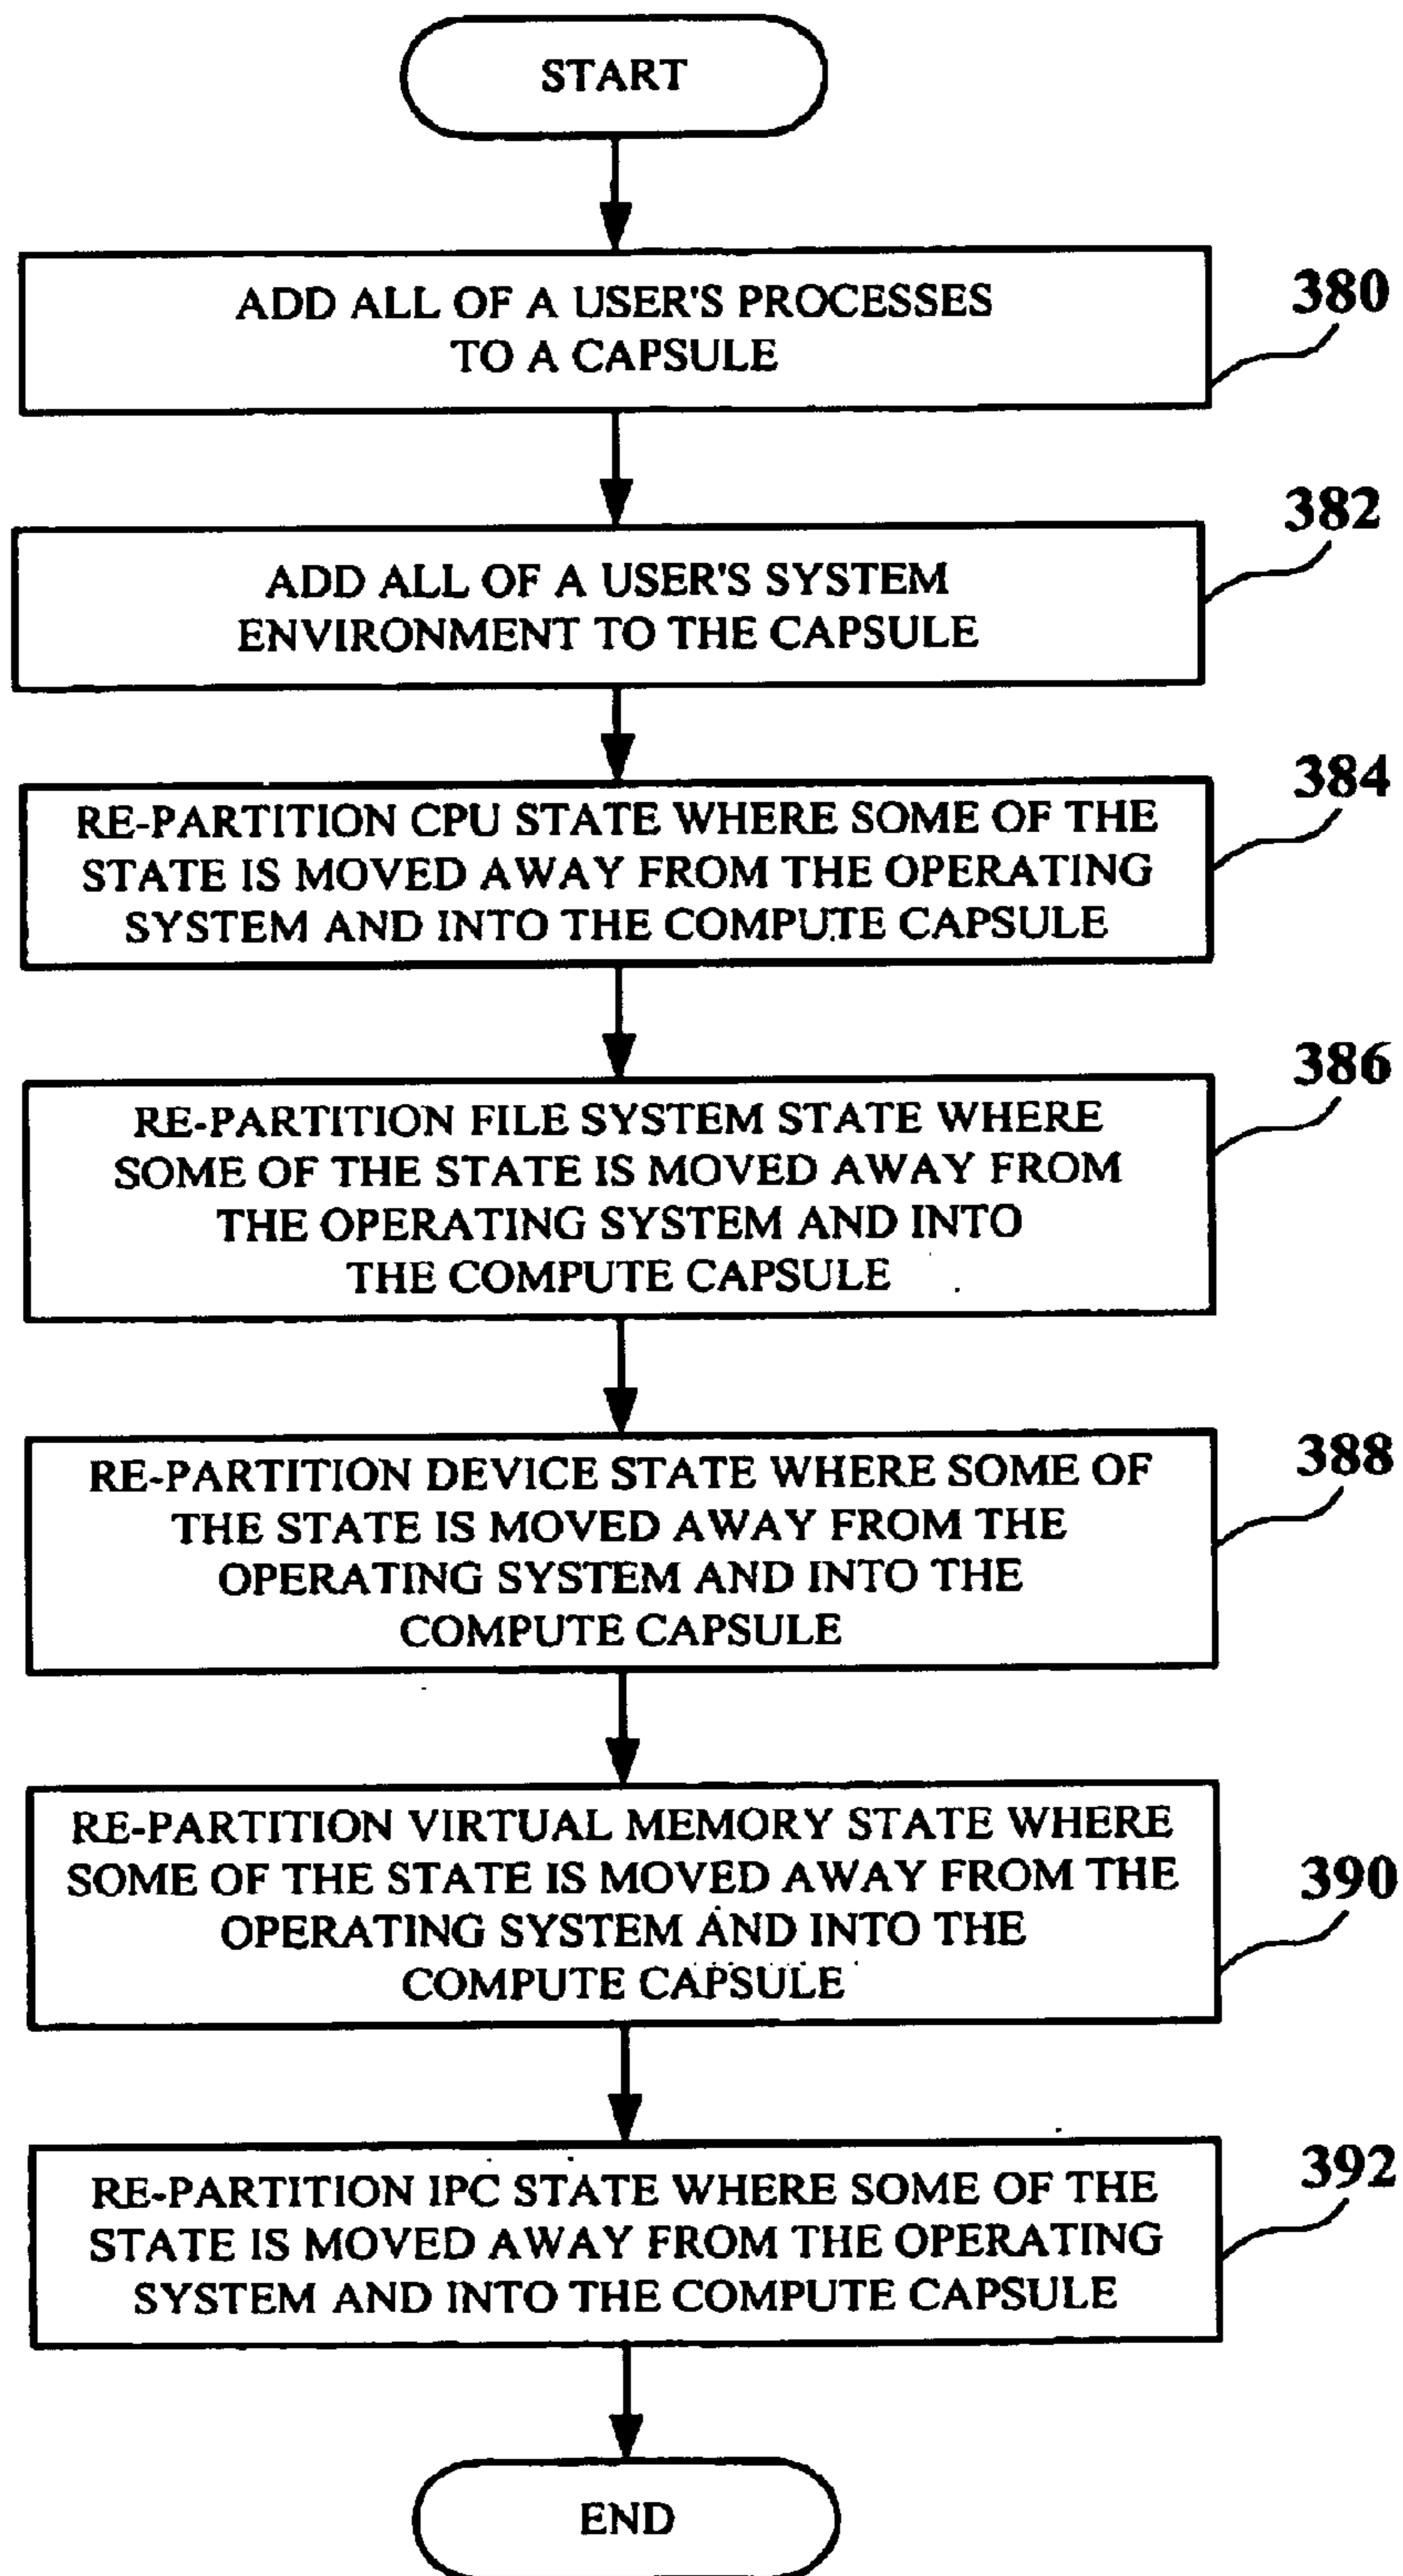 START
ADD ALL OF A USER'S PROCESSES
TO A CAPSULE
380
ADD ALL OF A USER'S SYSTEM
ENVIRONMENT TO THE CAPSULE
382
RE-PARTITION CPU STATE WHERE SOME OF THE
STATE IS MOVED AWAY FROM THE OPERATING
SYSTEM AND INTO THE COMPUTE CAPSULE
384
RE-PARTITION FILE SYSTEM STATE WHERE
SOME OF THE STATE IS MOVED AWAY FROM
THE OPERATING SYSTEM AND INTO
THE COMPUTE CAPSULE
386
RE-PARTITION DEVICE STATE WHERE SOME OF
THE STATE IS MOVED AWAY FROM THE
OPERATING SYSTEM AND INTO THE
COMPUTE CAPSULE
388
RE-PARTITION VIRTUAL MEMORY STATE WHERE
SOME OF THE STATE IS MOVED AWAY FROM THE
OPERATING SYSTEM AND INTO THE
COMPUTE CAPSULE
390
RE-PARTITION IPC STATE WHERE SOME OF THE
STATE IS MOVED AWAY FROM THE OPERATING
SYSTEM AND INTO THE COMPUTE CAPSULE
392
END